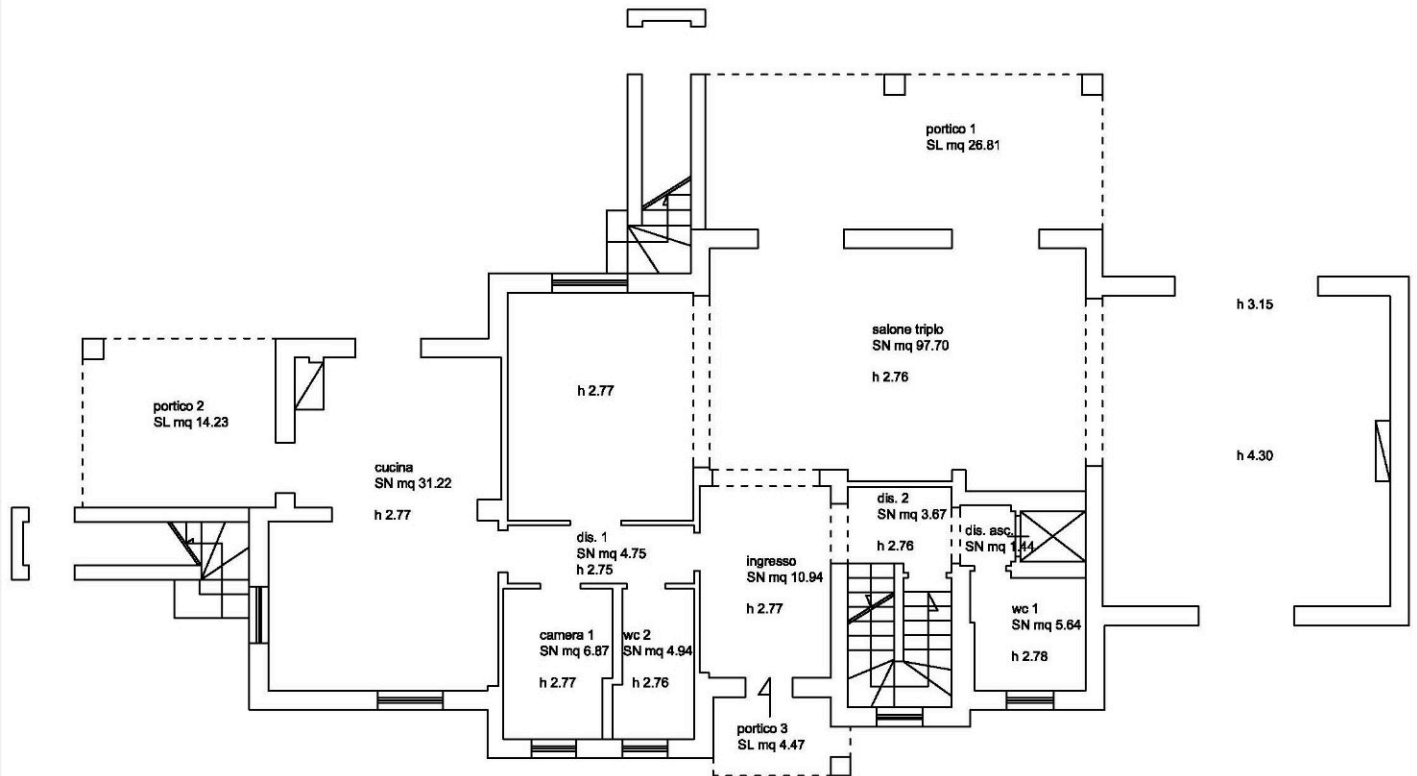 portico 1
SL mq 26.81
h 3.15
salone triplo
SN mq 97.70
h 2.76
h 2.77
portico 2
SL mq 14.23
cucina
SN mq 31.22
h 2.77
h 4.30
dis. 2
SN mq 3.67
h 2.76
dis. asc.
SN mq 1.44
dis. 1
SN mq 4.75
h 2.75
ingresso
SN mq 10.94
h 2.77
wc 1
SN mq 5.64
h 2.78
camera 1
SN mq 6.87
h 2.77
wc 2
SN mq 4.94
h 2.76
portico 3
SL mq 4.47